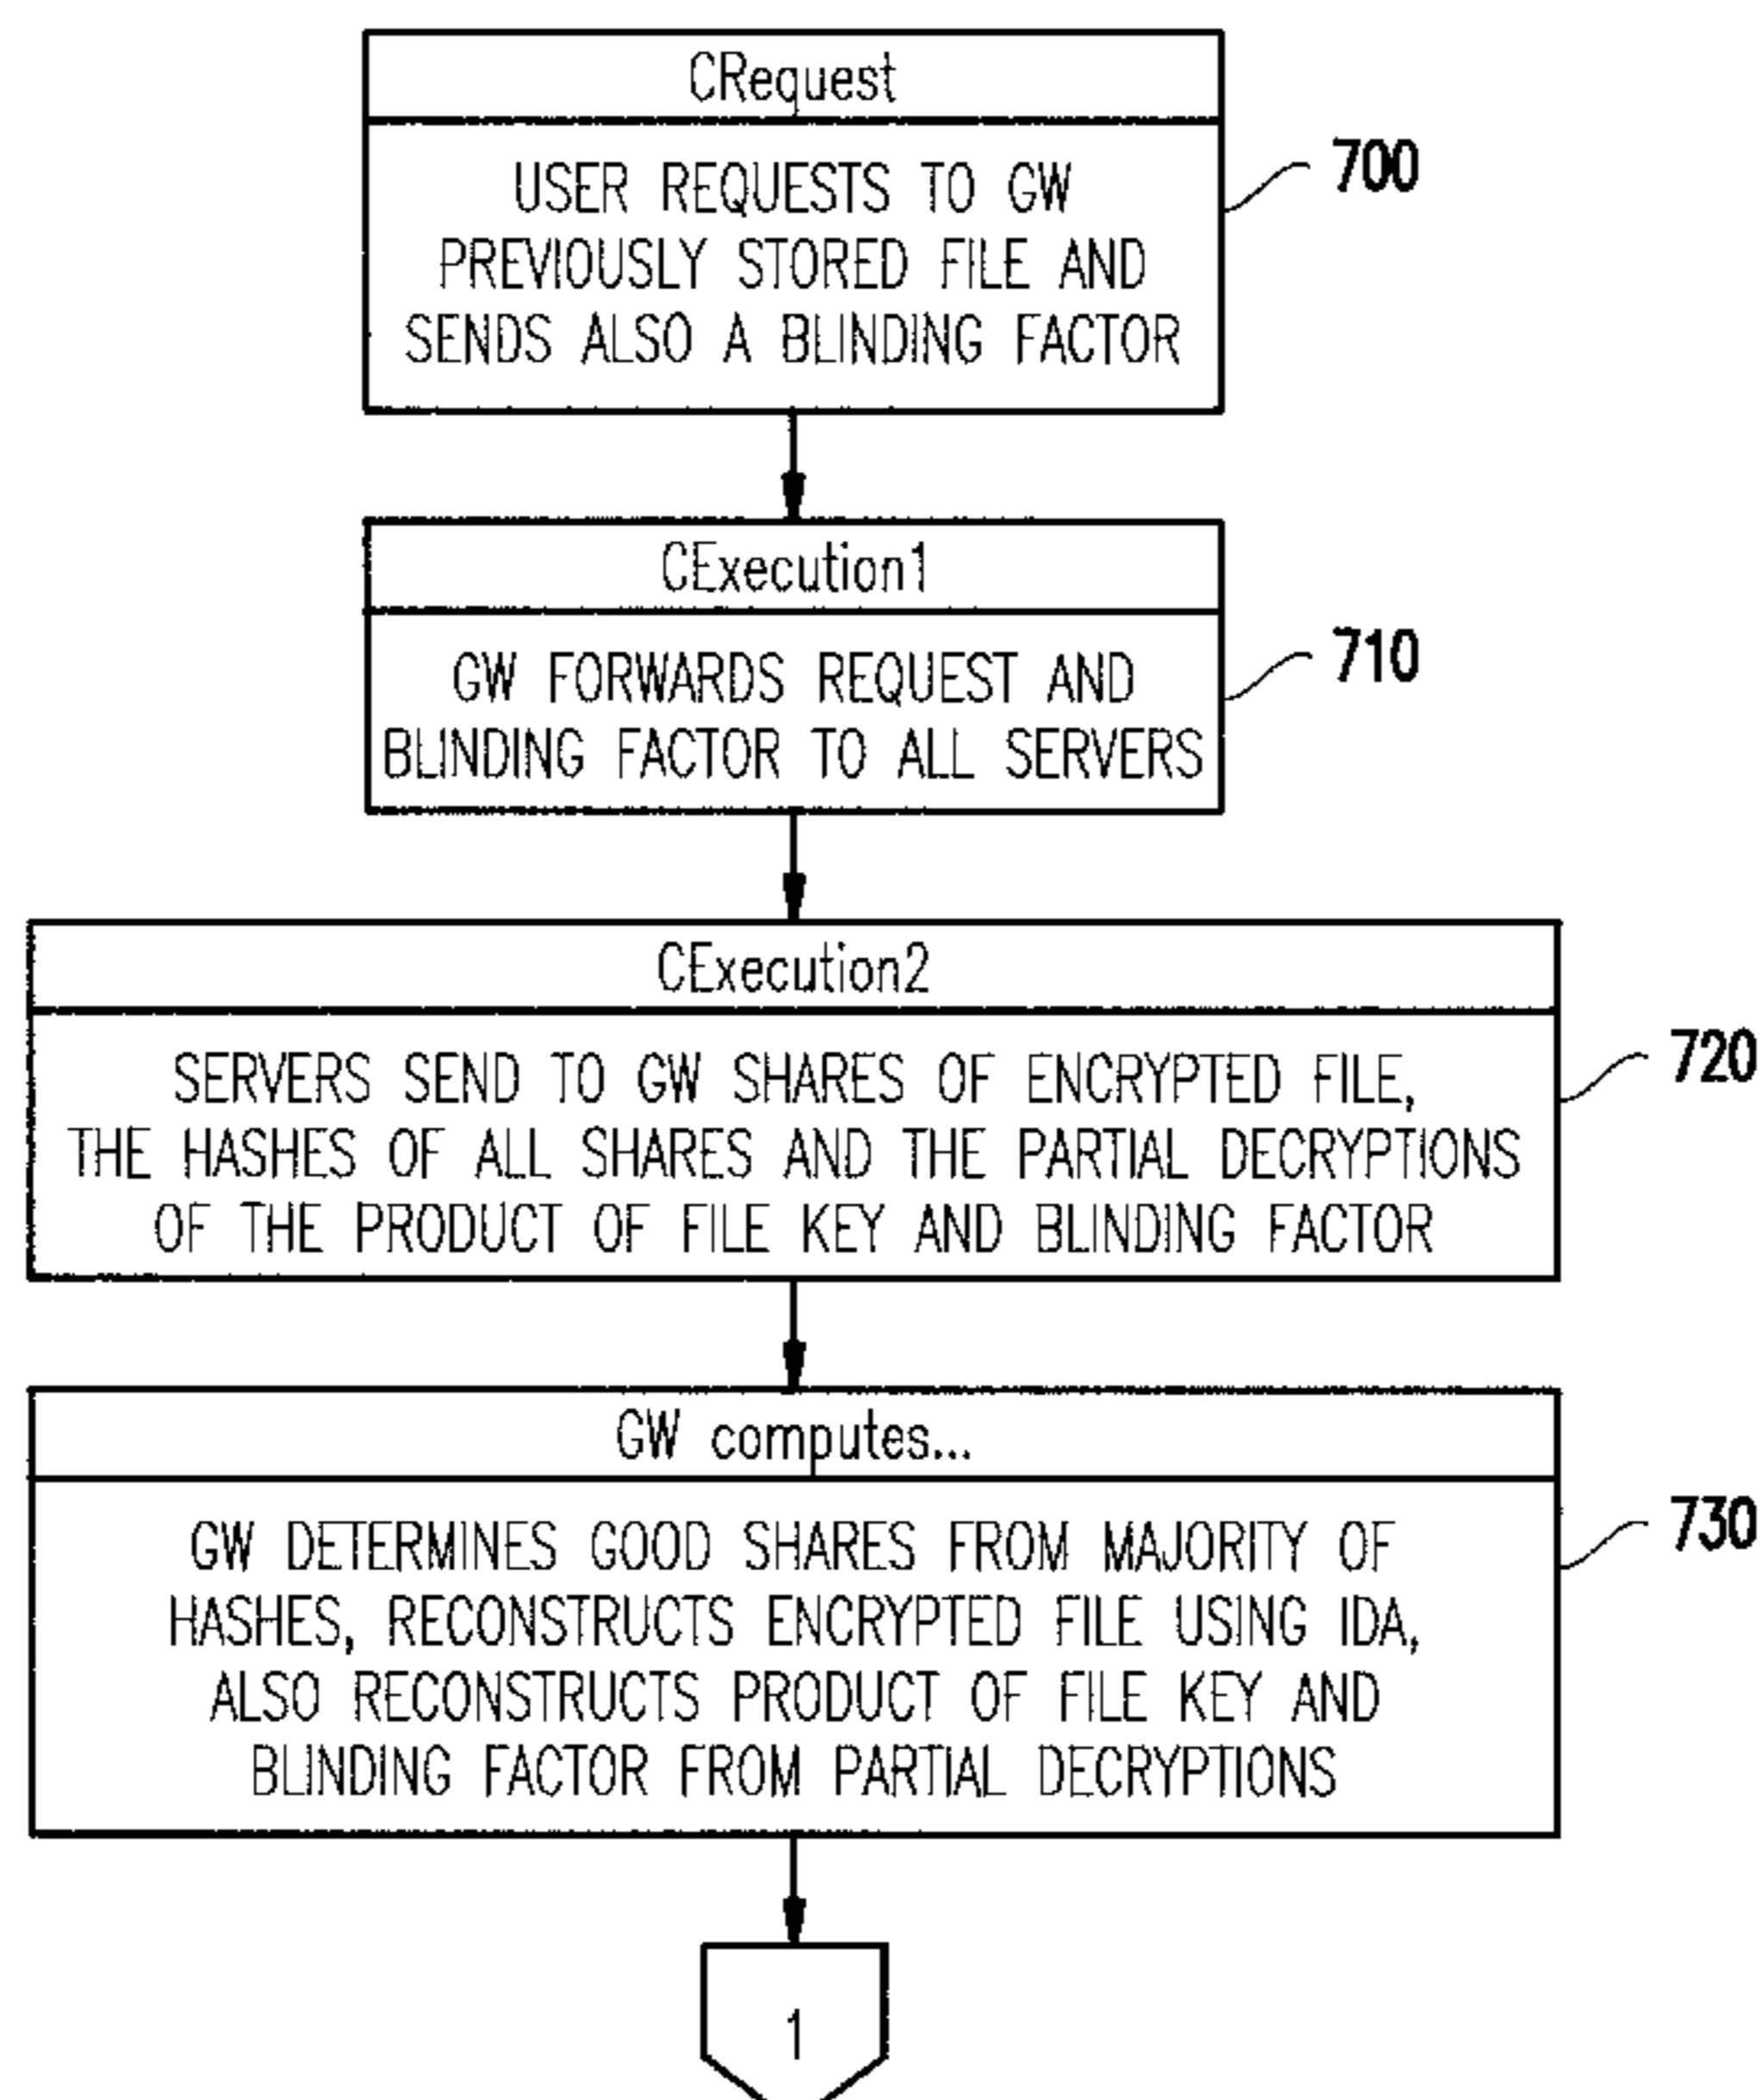 CRequest
USER REQUESTS TO GW
PREVIOUSLY STORED FILE AND
SENDS ALSO A BLINDING FACTOR
700
CExecution1
GW FORWARDS REQUEST AND
BLINDING FACTOR TO ALL SERVERS
710
CExecution2
SERVERS SEND TO GW SHARES OF ENCRYPTED FILE,
THE HASHES OF ALL SHARES AND THE PARTIAL DECRYPTIONS
OF THE PRODUCT OF FILE KEY AND BLINDING FACTOR
720
GW computes...
GW DETERMINES GOOD SHARES FROM MAJORITY OF
HASHES, RECONSTRUCTS ENCRYPTED FILE USING IDA,
ALSO RECONSTRUCTS PRODUCT OF FILE KEY AND
BLINDING FACTOR FROM PARTIAL DECRYPTIONS
730
1